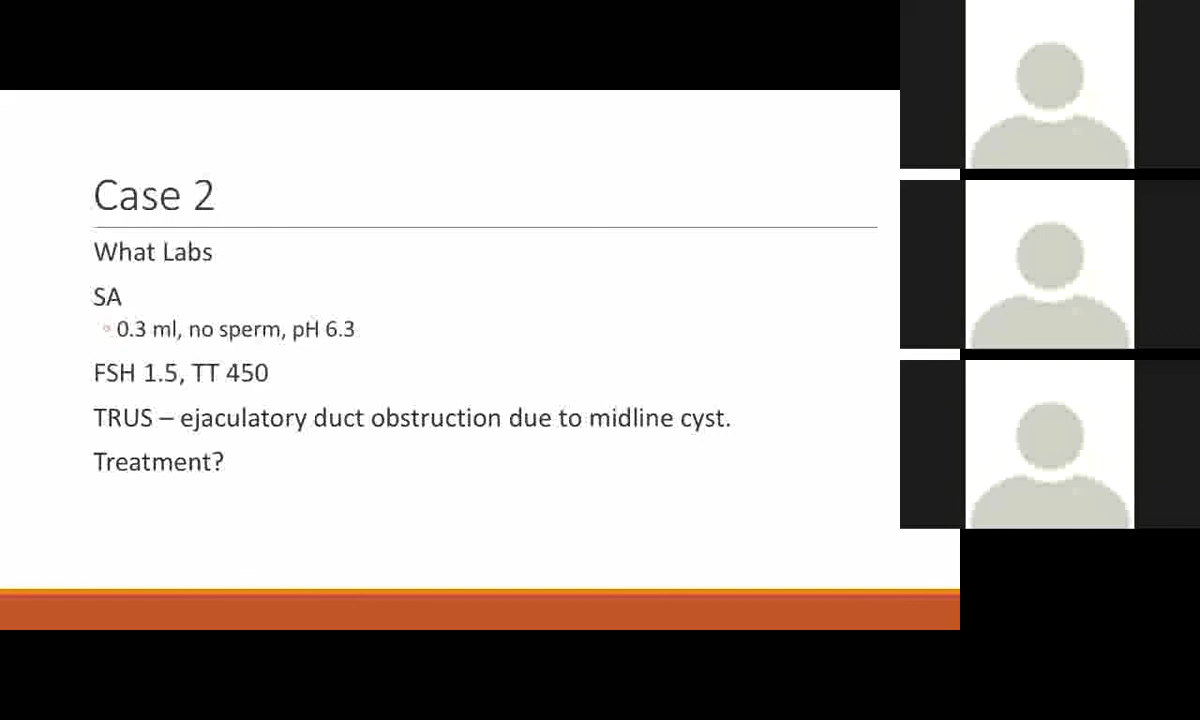 Case 2
What Labs
SA
◦ 0.3 ml, no sperm, pH 6.3
FSH 1.5, TT 450
TRUS – ejaculatory duct obstruction due to midline cyst.
Treatment?